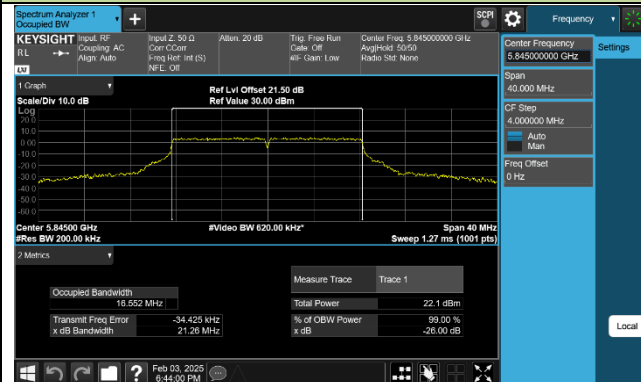 Spectrum Analyzer 1
Occupied BW
+
SCPI
Frequency
KEYSIGHT
RL
LXI
Input: RF
Coupling: AC
Align: Auto
Input Z: 50 Ω
Corr CCorr
Freq Ref: Int (S)
NFE: Off
Atten: 20 dB
Trig: Free Run
Gate: Off
#IF Gain: Low
Center Freq: 5.845000000 GHz
Avg|Hold: 50/50
Radio Std: None
Center Frequency
5.845000000 GHz
Settings
Span
40.000 MHz
CF Step
4.000000 MHz
Auto
Man
Freq Offset
0 Hz
Local
1 Graph
Scale/Div 10.0 dB
Ref Lvl Offset 21.50 dB
Ref Value 30.00 dBm
Log
20.0
10.0
0.00
-10.0
-20.0
-30.0
-40.0
-50.0
-60.0
Center 5.84500 GHz
#Res BW 200.00 kHz
#Video BW 620.00 kHz*
Span 40 MHz
Sweep 1.27 ms (1001 pts)
2 Metrics
Measure Trace Trace 1
Occupied Bandwidth
16.552 MHz
Total Power 22.1 dBm
Transmit Freq Error -34.425 kHz
% of OBW Power 99.00 %
x dB Bandwidth 21.26 MHz
x dB -26.00 dB
?
Feb 03, 2025
6:44:00 PM